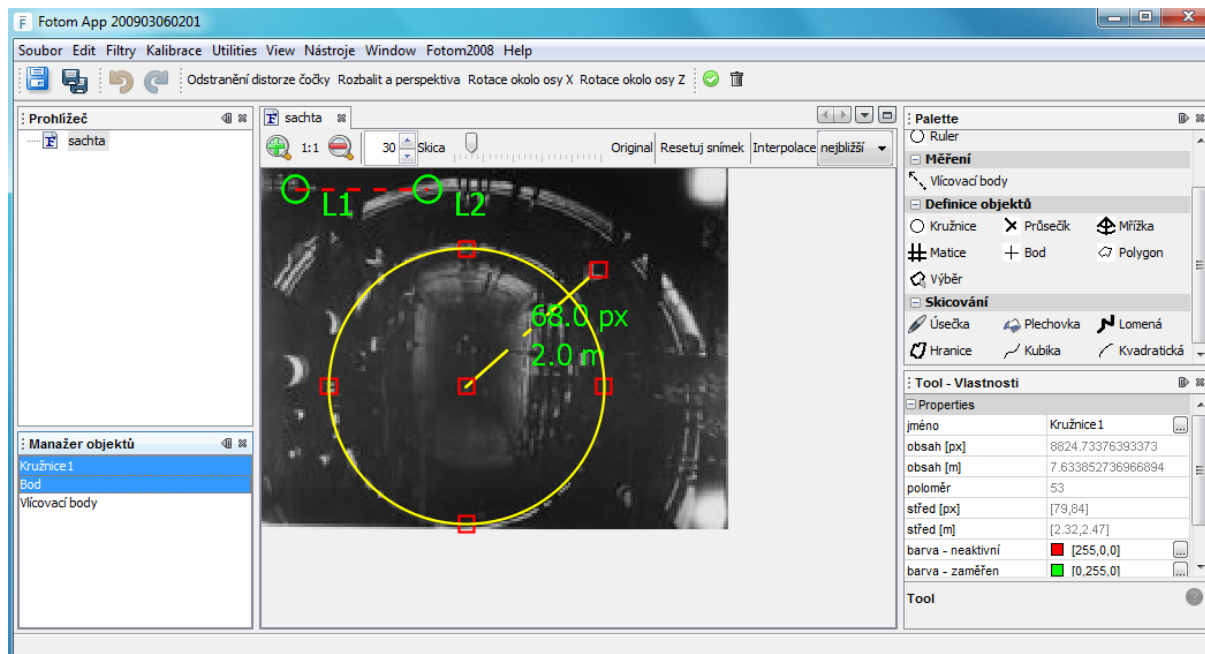 Fotom App 200903060201
Soubor Edit Filtry Kalibrace Utilities View Nástroje Window Fotom2008 Help
Odstranění distorze čočky Rozbalit a perspektiva Rotace okolo osy X Rotace okolo osy Z
Prohlížeč
sachta
Manažer objektů
Kružnice1
Bod
Vlícovací body
sachta
1:1 30 Skica Original Resetuj snímek Interpolace nejbližší
L1 L2
68.0 px
2.0 m
Palette
Ruler
Měření
Vlícovací body
Definice objektů
Kružnice Průsečík Mřížka
Matice Bod Polygon
Výběr
Skicování
Úsečka Plechovka Lomená
Hranice Kubika Kvadratická
Tool - Vlastnosti
Properties
jméno Kružnice1 ...
obsah [px] 8824.73376393373
obsah [m] 7.633852736966894
poloměr 53
střed [px] [79,84]
střed [m] [2.32,2.47]
barva - neaktivní [255,0,0] ...
barva - zaměřen [0,255,0] ...
Tool